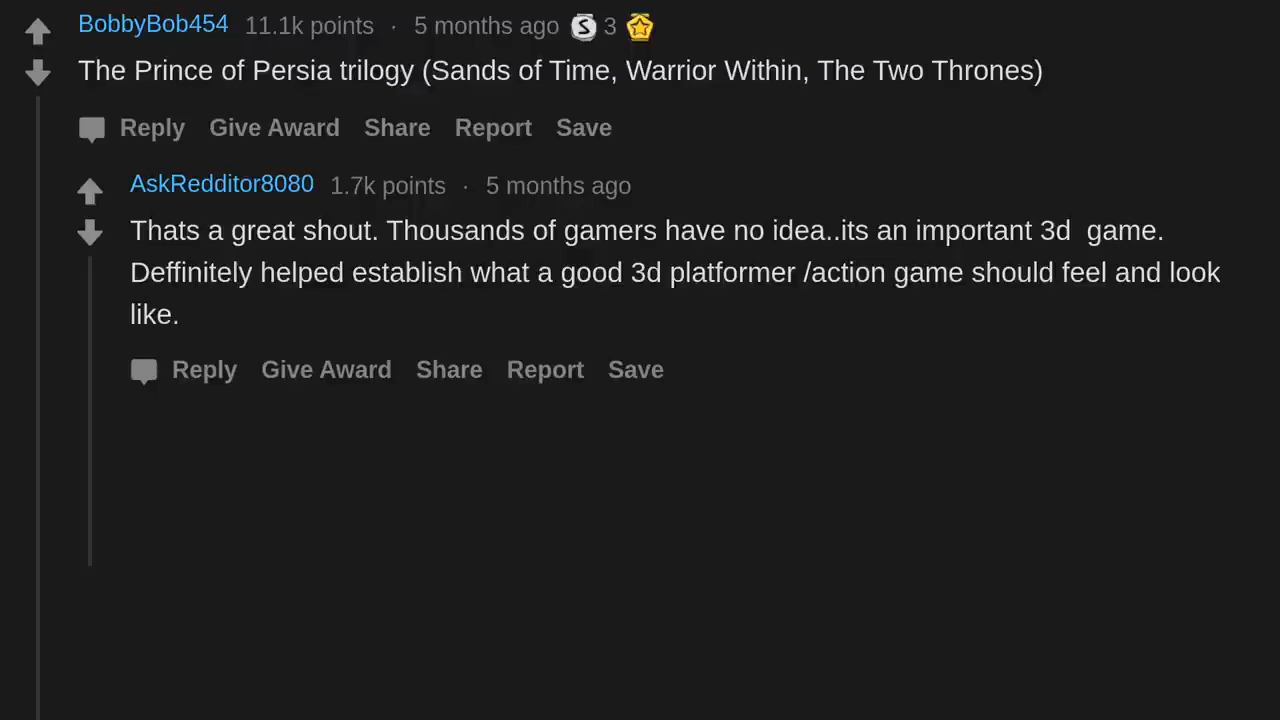 BobbyBob454 11.1k points · 5 months ago 3
The Prince of Persia trilogy (Sands of Time, Warrior Within, The Two Thrones)
Reply Give Award Share Report Save
AskRedditor8080 1.7k points · 5 months ago
Thats a great shout. Thousands of gamers have no idea..its an important 3d  game.
Deffinitely helped establish what a good 3d platformer /action game should feel and look
like.
Reply Give Award Share Report Save